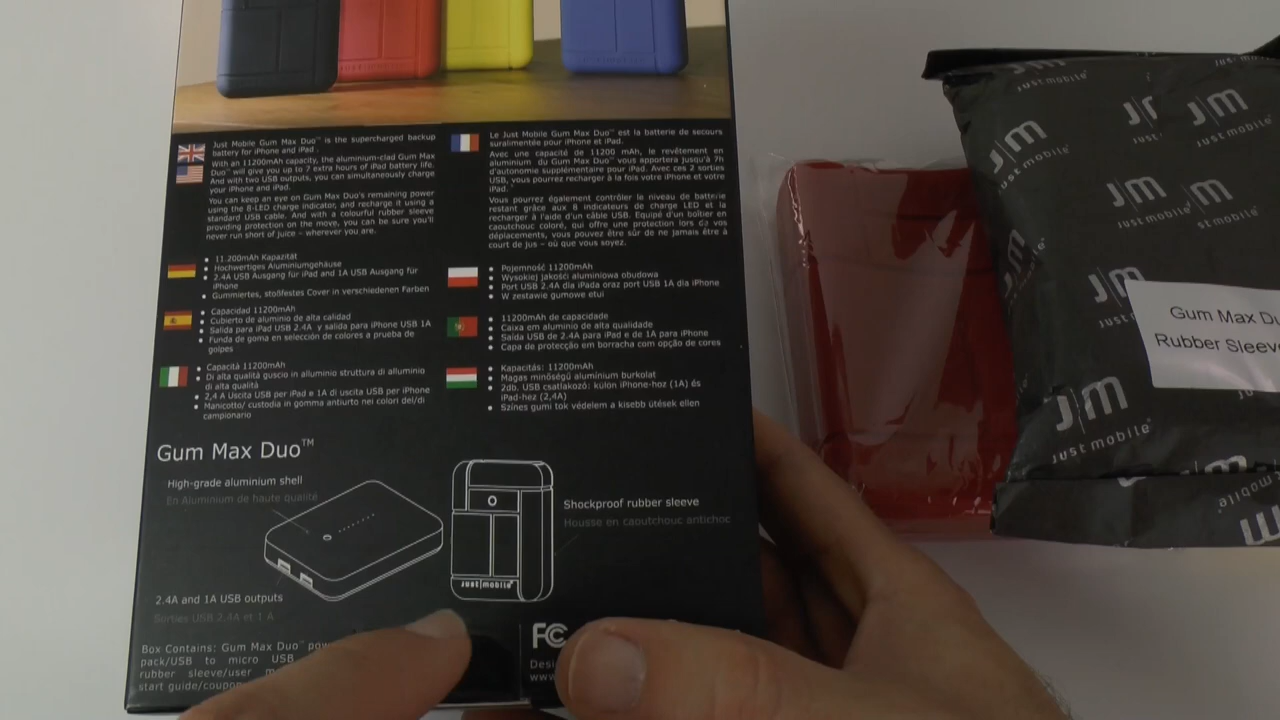 Just Mobile Gum Max Duo™ is the supercharged backup
battery for iPhone and iPad .
With an 11200mAh capacity, the aluminium-clad Gum Max
Duo™ will give you up to 7 extra hours of iPad battery life.
And with two USB outputs, you can simultaneously charge
your iPhone and iPad.
You can keep an eye on Gum Max Duo's remaining power
using the 8-LED charge indicator, and recharge it using a
standard USB cable. And with a colourful rubber sleeve
providing protection on the move, you can be sure you'll
never run short of juice – wherever you are.
Le Just Mobile Gum Max Duo™ est la batterie de secours
suralimentée pour iPhone et iPad.
Avec une capacité de 11200 mAh, le revêtement en
aluminium du Gum Max Duo™ vous apportera jusqu'à 7h
d'autonomie supplémentaire pour iPad. Avec ces 2 sorties
USB, vous pourrez recharger à la fois votre iPhone et votre
iPad.
Vous pourrez également contrôler le niveau de batterie
restant grâce aux 8 indicateurs de charge LED et la
recharger à l'aide d'un câble USB. Equipé d'un boîtier en
caoutchouc coloré, qui offre une protection lors de vos
déplacements, vous pouvez être sûr de ne jamais être à
court de jus – où que vous soyez.
• 11.200mAh Kapazität
• Hochwertiges Aluminiumgehäuse
• 2.4A USB Ausgang für iPad and 1A USB Ausgang für
iPhone
• Gummiertes, stoßfestes Cover in verschiedenen Farben
• Pojemność 11200mAh
• Wysokiej jakości aluminiowa obudowa
• Port USB 2.4A dla iPada oraz port USB 1A dla iPhone
• W zestawie gumowe etui
• Capacidad 11200mAh
• Cubierto de aluminio de alta calidad
• Salida para iPad USB 2.4A y salida para iPhone USB 1A
• Funda de goma en selección de colores a prueba de
golpes
• 11200mAh de capacidade
• Caixa em alumínio de alta qualidade
• Saída USB de 2.4A para iPad e de 1A para iPhone
• Capa de protecção em borracha com opção de cores
• Capacità 11200mAh
• Di alta qualità guscio in alluminio struttura di alluminio
di alta qualità
• 2,4 A Uscita USB per iPad e 1A di uscita USB per iPhone
• Manicotto/ custodia in gomma antiurto nei colori del/di
campionario
• Kapacitás: 11200mAh
• Magas minőségű alumínium burkolat
• 2db. USB csatlakozó: külön iPhone-hoz (1A) és
iPad-hez (2,4A)
• Színes gumi tok védelem a kisebb ütések ellen
Gum Max Duo™
High-grade aluminium shell
En Aluminium de haute qualité
Shockproof rubber sleeve
Housse en caoutchouc antichoc
just|mobile®
2.4A and 1A USB outputs
Sorties USB 2.4A et 1 A
Box Contains: Gum Max Duo™
pack/USB to micro USB
rubber sleeve/user
start guide/coupon
FC
www
J|M
just mobile®
J|M
just mobile®
J|M
just mobile®
J|M
just mobile®
J|M
just mobile®
Gum Max
Rubber Sleeve